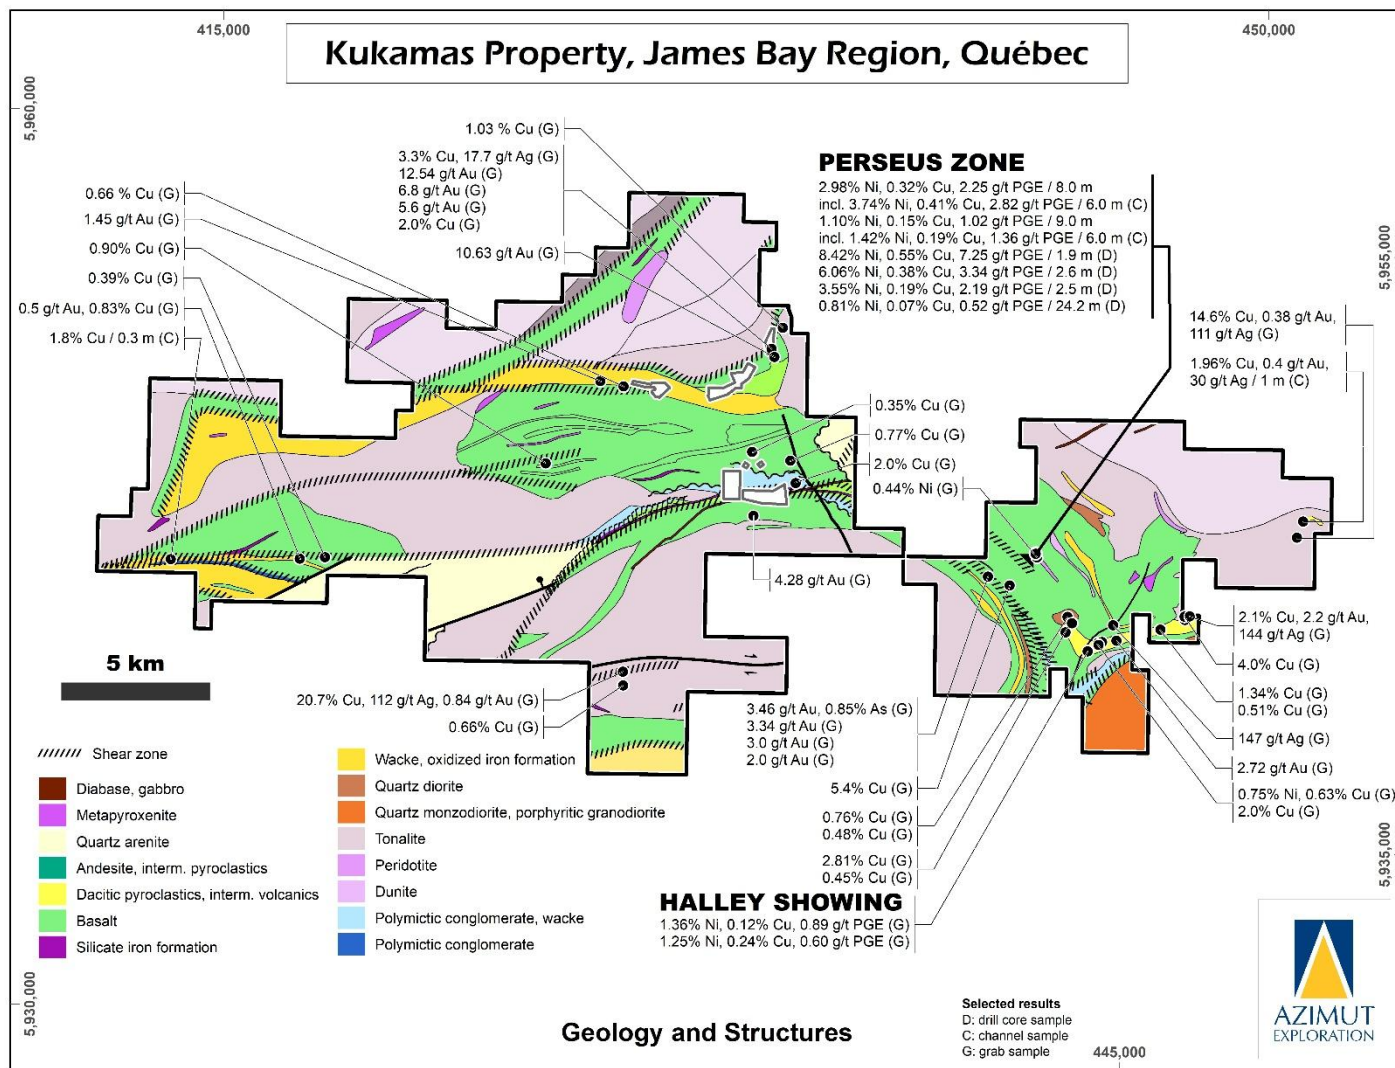 415,000
450,000
Kukamas Property, James Bay Region, Québec
5,960,000
5,955,000
1.03 % Cu (G)
3.3% Cu, 17.7 g/t Ag (G)
12.54 g/t Au (G)
6.8 g/t Au (G)
5.6 g/t Au (G)
2.0% Cu (G)
10.63 g/t Au (G)
0.66 % Cu (G)
1.45 g/t Au (G)
0.90% Cu (G)
0.39% Cu (G)
0.5 g/t Au, 0.83% Cu (G)
1.8% Cu / 0.3 m (C)
PERSEUS ZONE
2.98% Ni, 0.32% Cu, 2.25 g/t PGE / 8.0 m
incl. 3.74% Ni, 0.41% Cu, 2.82 g/t PGE / 6.0 m (C)
1.10% Ni, 0.15% Cu, 1.02 g/t PGE / 9.0 m
incl. 1.42% Ni, 0.19% Cu, 1.36 g/t PGE / 6.0 m (C)
8.42% Ni, 0.55% Cu, 7.25 g/t PGE / 1.9 m (D)
6.06% Ni, 0.38% Cu, 3.34 g/t PGE / 2.6 m (D)
3.55% Ni, 0.19% Cu, 2.19 g/t PGE / 2.5 m (D)
0.81% Ni, 0.07% Cu, 0.52 g/t PGE / 24.2 m (D)
14.6% Cu, 0.38 g/t Au,
111 g/t Ag (G)
1.96% Cu, 0.4 g/t Au,
30 g/t Ag / 1 m (C)
0.35% Cu (G)
0.77% Cu (G)
2.0% Cu (G)
0.44% Ni (G)
4.28 g/t Au (G)
2.1% Cu, 2.2 g/t Au,
144 g/t Ag (G)
4.0% Cu (G)
1.34% Cu (G)
0.51% Cu (G)
147 g/t Ag (G)
2.72 g/t Au (G)
0.75% Ni, 0.63% Cu (G)
2.0% Cu (G)
5 km
20.7% Cu, 112 g/t Ag, 0.84 g/t Au (G)
0.66% Cu (G)
3.46 g/t Au, 0.85% As (G)
3.34 g/t Au (G)
3.0 g/t Au (G)
2.0 g/t Au (G)
5.4% Cu (G)
0.76% Cu (G)
0.48% Cu (G)
2.81% Cu (G)
0.45% Cu (G)
HALLEY SHOWING
1.36% Ni, 0.12% Cu, 0.89 g/t PGE (G)
1.25% Ni, 0.24% Cu, 0.60 g/t PGE (G)
Shear zone
Diabase, gabbro
Metapyroxenite
Quartz arenite
Andesite, interm. pyroclastics
Dacitic pyroclastics, interm. volcanics
Basalt
Silicate iron formation
Wacke, oxidized iron formation
Quartz diorite
Quartz monzodiorite, porphyritic granodiorite
Tonalite
Peridotite
Dunite
Polymictic conglomerate, wacke
Polymictic conglomerate
5,935,000
5,930,000
Geology and Structures
Selected results
D: drill core sample
C: channel sample
G: grab sample
445,000
AZIMUT
EXPLORATION